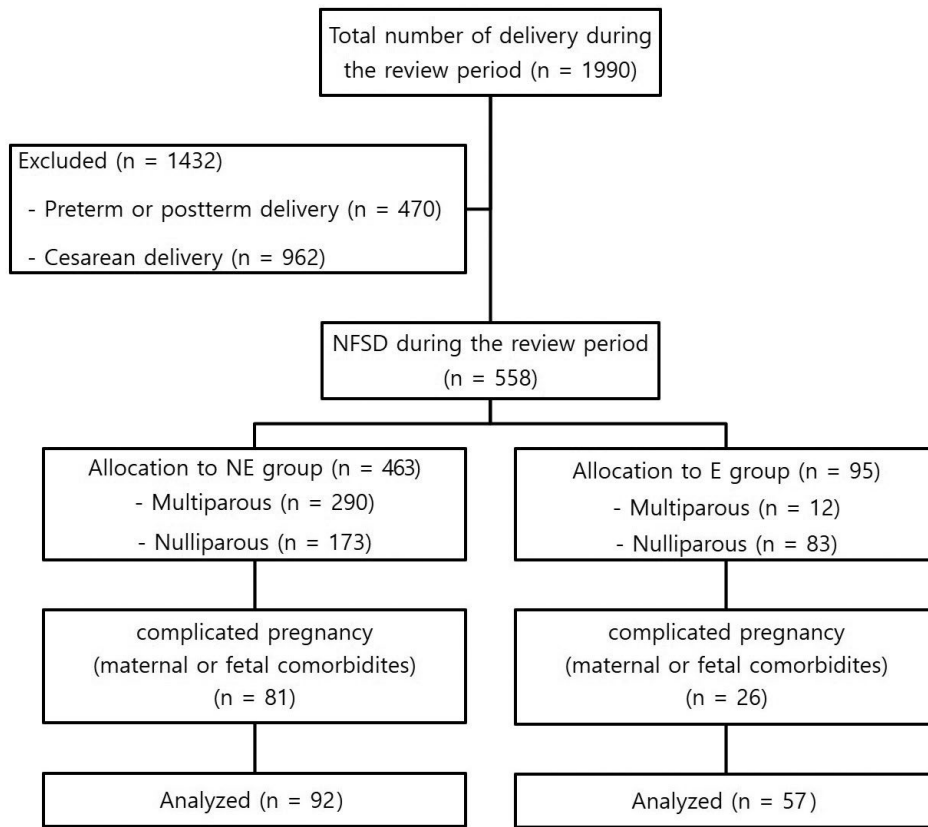 Total number of delivery during
the review period (n = 1990)
Excluded (n = 1432)
- Preterm or postterm delivery (n = 470)
- Cesarean delivery (n = 962)
NFSD during the review period
(n = 558)
Allocation to NE group (n = 463)
- Multiparous (n = 290)
- Nulliparous (n = 173)
Allocation to E group (n = 95)
- Multiparous (n = 12)
- Nulliparous (n = 83)
complicated pregnancy
(maternal or fetal comorbidites)
(n = 81)
complicated pregnancy
(maternal or fetal comorbidites)
(n = 26)
Analyzed (n = 92)
Analyzed (n = 57)